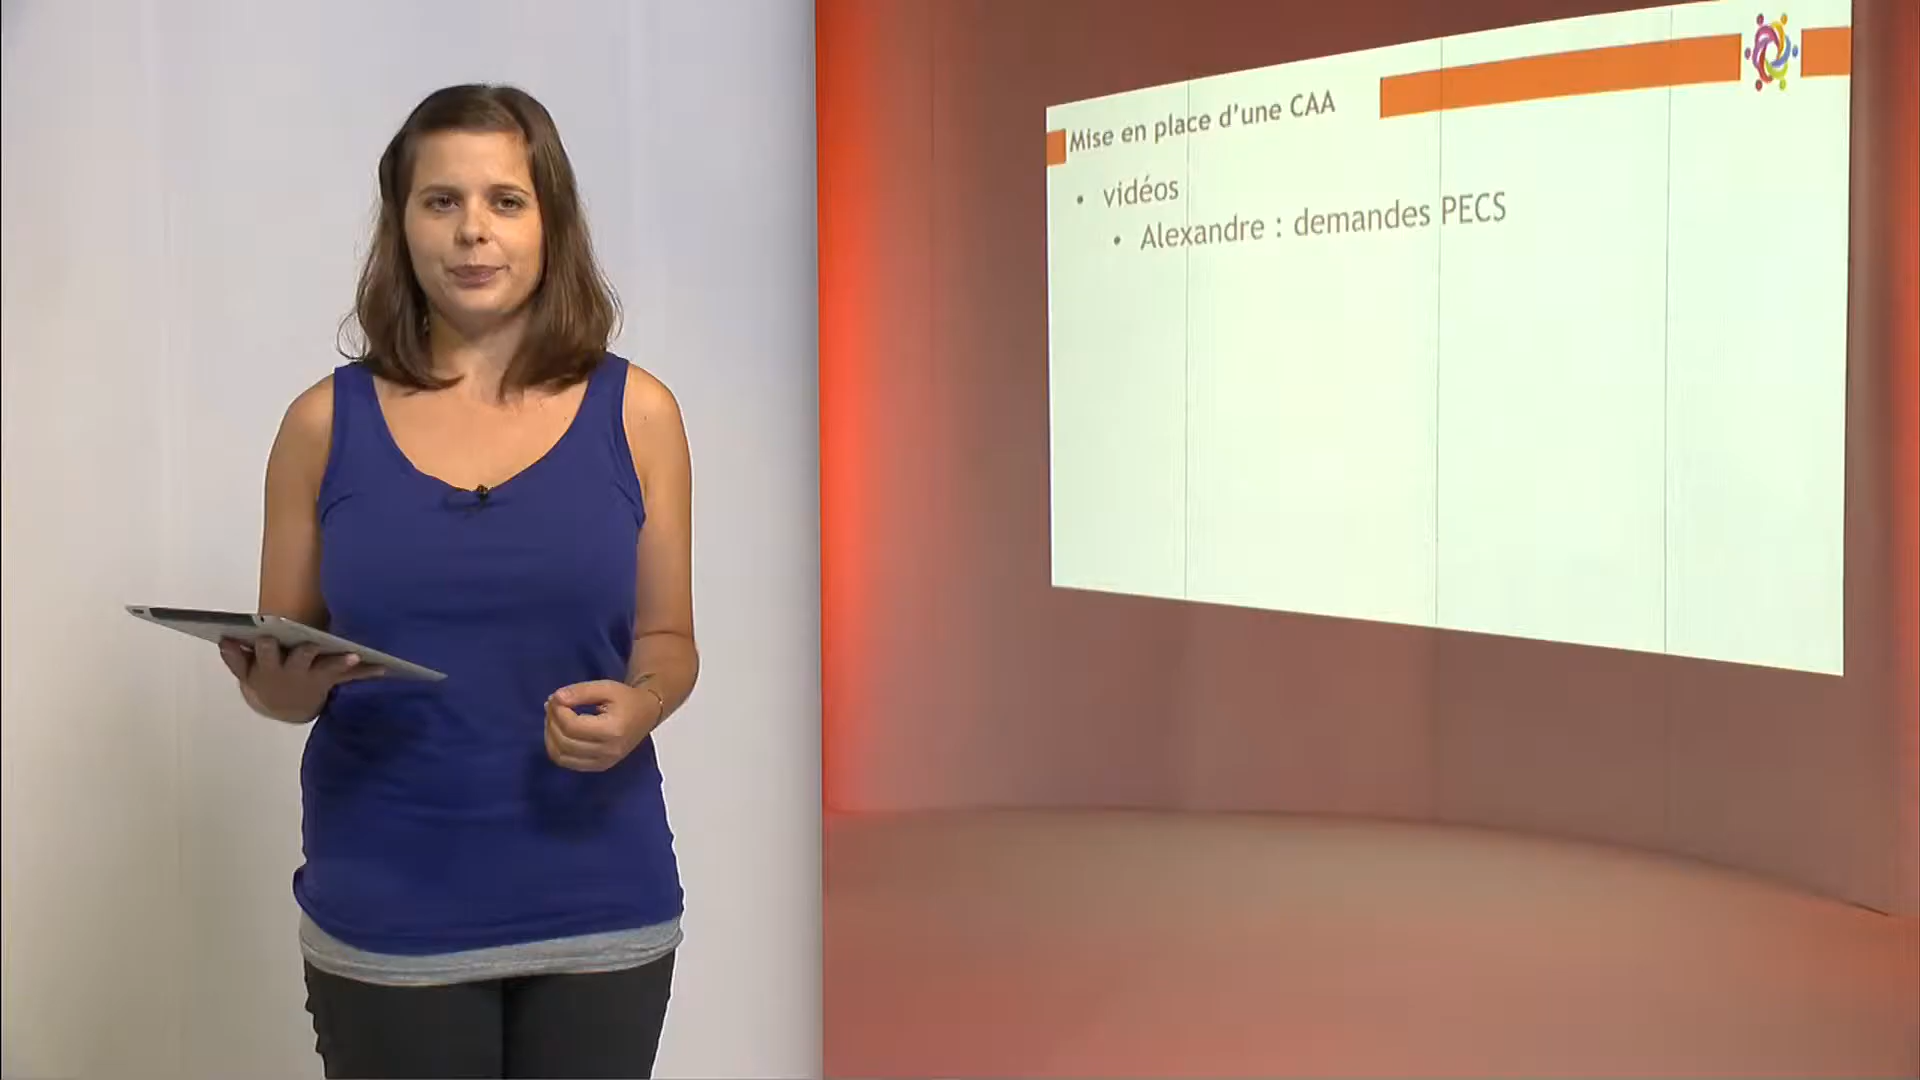 Mise en place d'une CAA
• vidéos
• Alexandre : demandes PECS